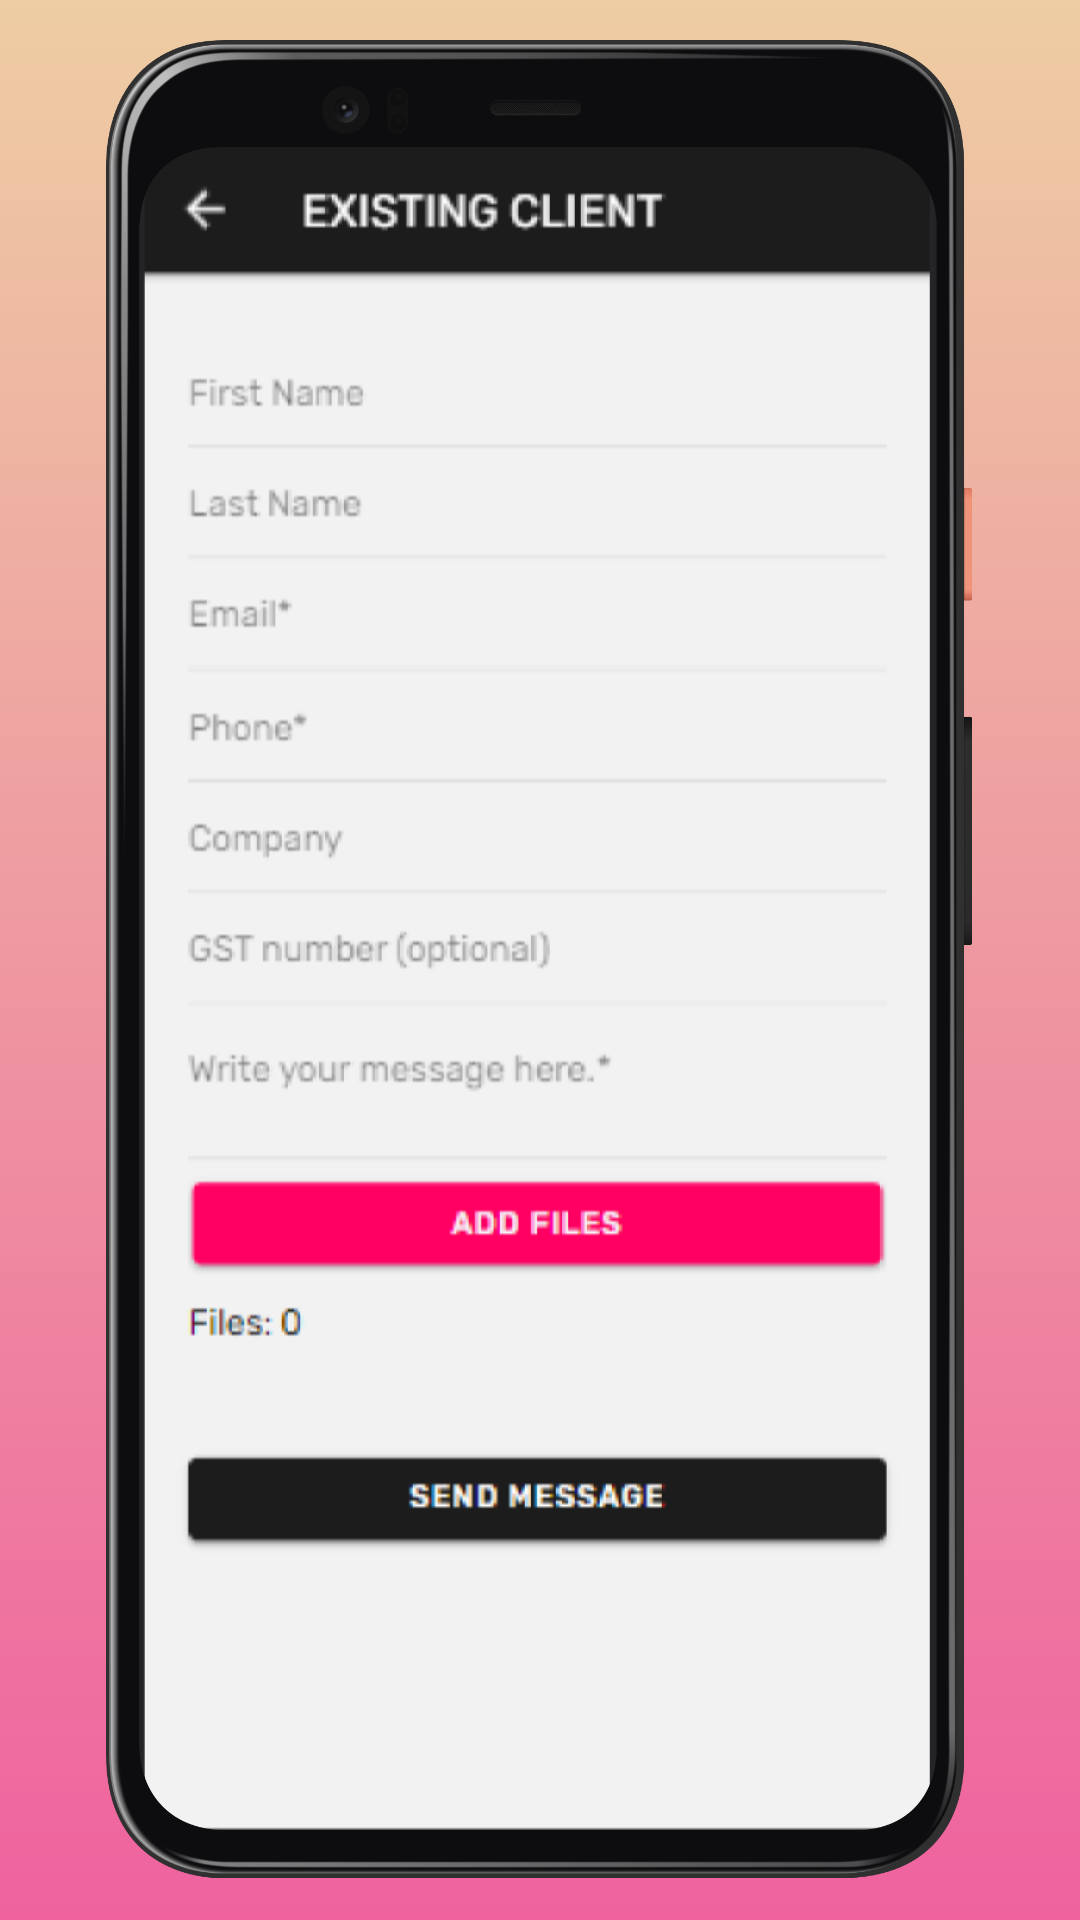 EXISTING CLIENT
First Name
Last Name
Email*
Phone*
Company
GST number (optional)
Write your message here.*
ADD FILES
Files: 0
SEND MESSAGE